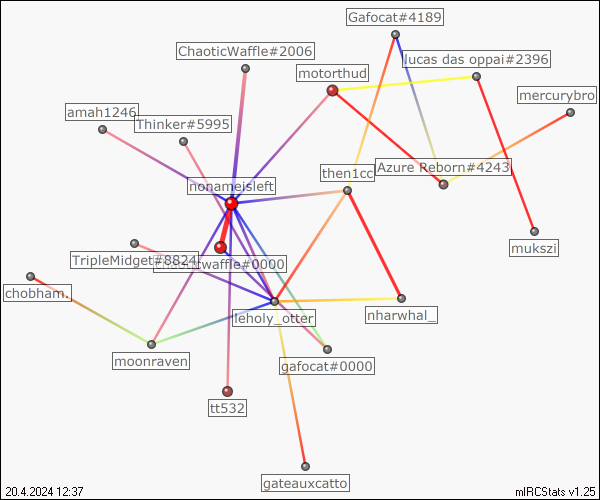 Gafocat#4189
ChaoticWaffle#2006
lucas das oppai#2396
motorthud
mercurybro
amah1246
Thinker#5995
then1cc
Azure Reborn#4243
nonameisleft
mukszi
TripleMidget#8824
chaoticwaffle#0000
chobham.
leholy_otter
nharwhal_
moonraven
gafocat#0000
tt532
gateauxcatto
20.4.2024 12:37
mIRCStats v1.25